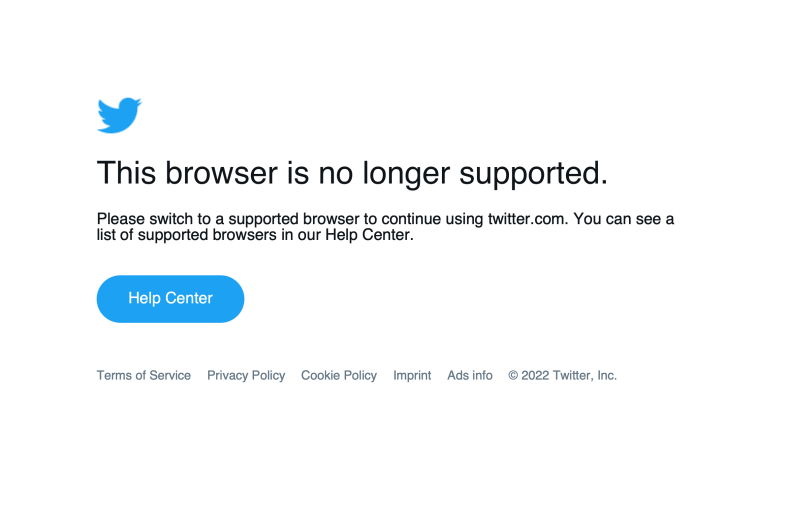 This browser is no longer supported.
Please switch to a supported browser to continue using twitter.com. You can see a
list of supported browsers in our Help Center.
Help Center
Terms of Service Privacy Policy Cookie Policy Imprint Ads info © 2022 Twitter, Inc.